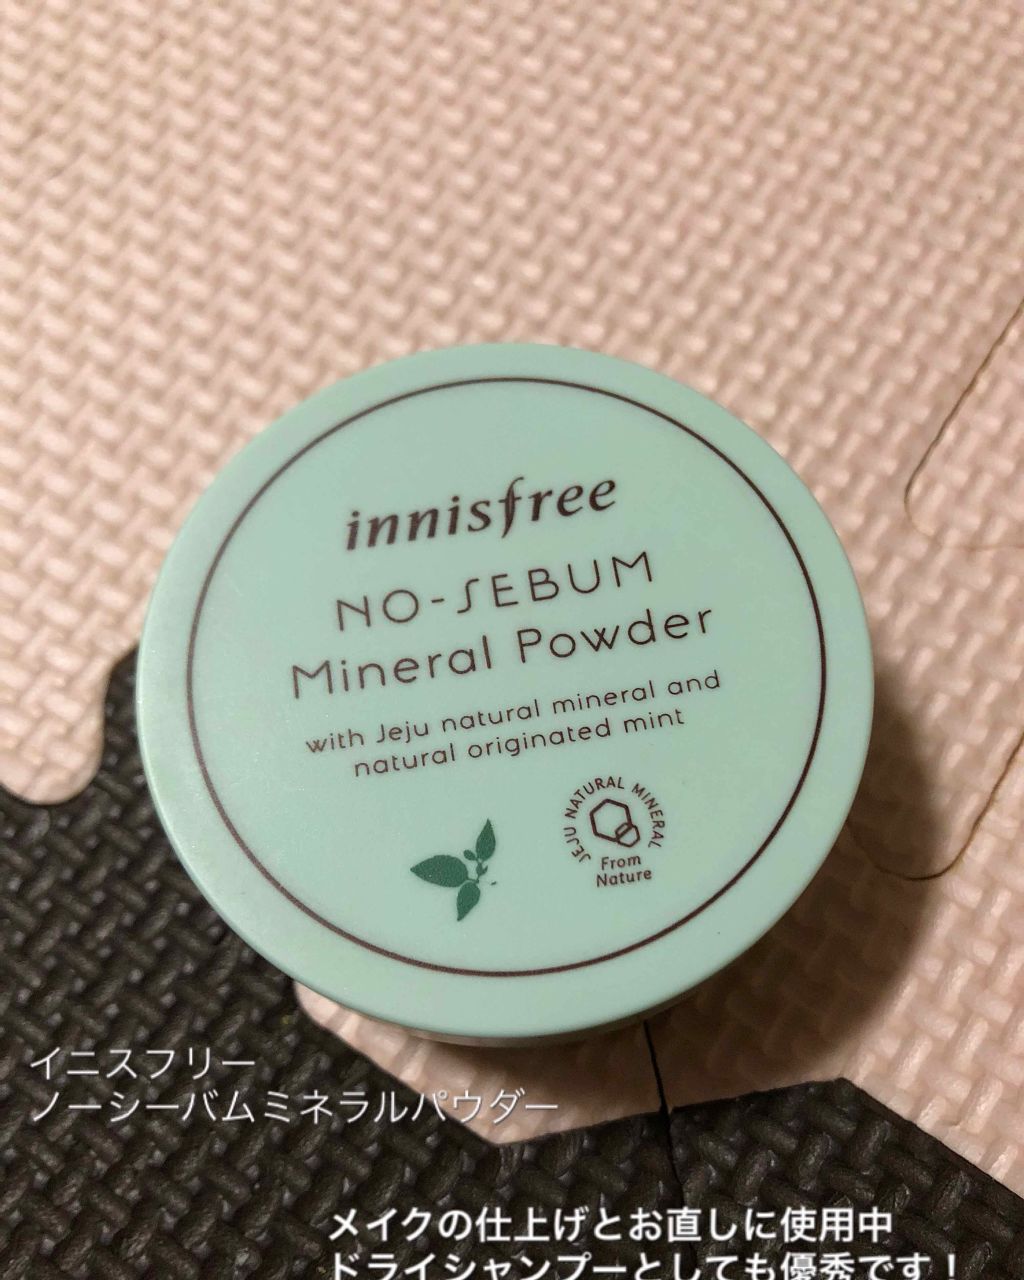 innisfree
NO-SEBUM
Mineral Powder
with Jeju natural mineral and
natural originated mint
JEJU NATURAL MINERAL
From
Nature
イニスフリー
ノーシーバムミネラルパウダー
メイクの仕上げとお直しに使用中
ドライシャンプーとしても優秀です！